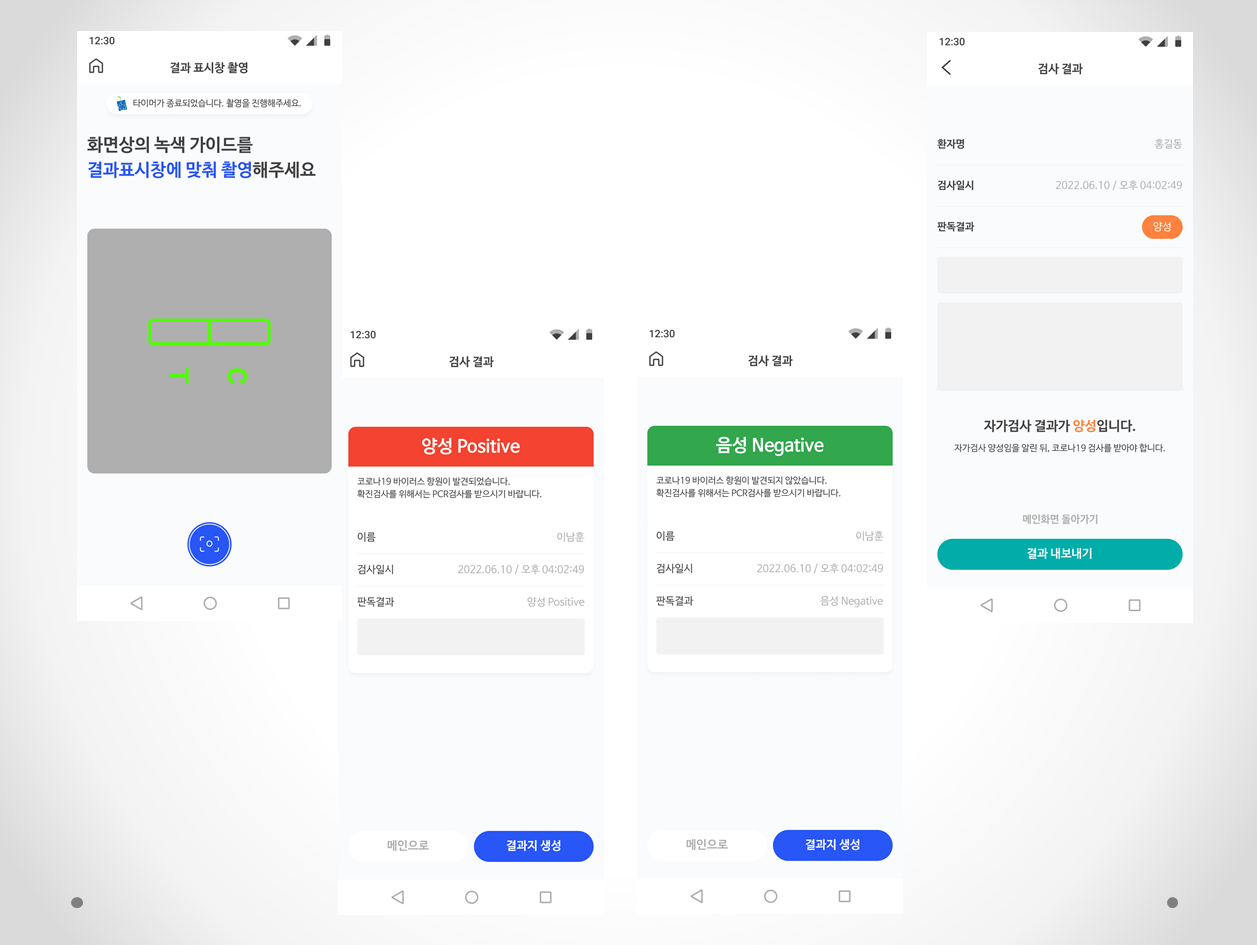 12:30
결과 표시창 촬영
타이머가 종료되었습니다. 촬영을 진행해주세요.
화면상의 녹색 가이드를
결과표시창에 맞춰 촬영해주세요
T C
12:30
검사 결과
양성 Positive
코로나19 바이러스 항원이 발견되었습니다.
확진검사를 위해서는 PCR검사를 받으시기 바랍니다.
이름 이남훈
검사일시 2022.06.10 / 오후 04:02:49
판독결과 양성 Positive
메인으로 결과지 생성
12:30
검사 결과
음성 Negative
코로나19 바이러스 항원이 발견되지 않았습니다.
확진검사를 위해서는 PCR검사를 받으시기 바랍니다.
이름 이남훈
검사일시 2022.06.10 / 오후 04:02:49
판독결과 음성 Negative
메인으로 결과지 생성
12:30
검사 결과
환자명 홍길동
검사일시 2022.06.10 / 오후 04:02:49
판독결과 양성
자가검사 결과가 양성입니다.
자가검사 양성임을 알린 뒤, 코로나19 검사를 받아야 합니다.
메인화면 돌아가기
결과 내보내기